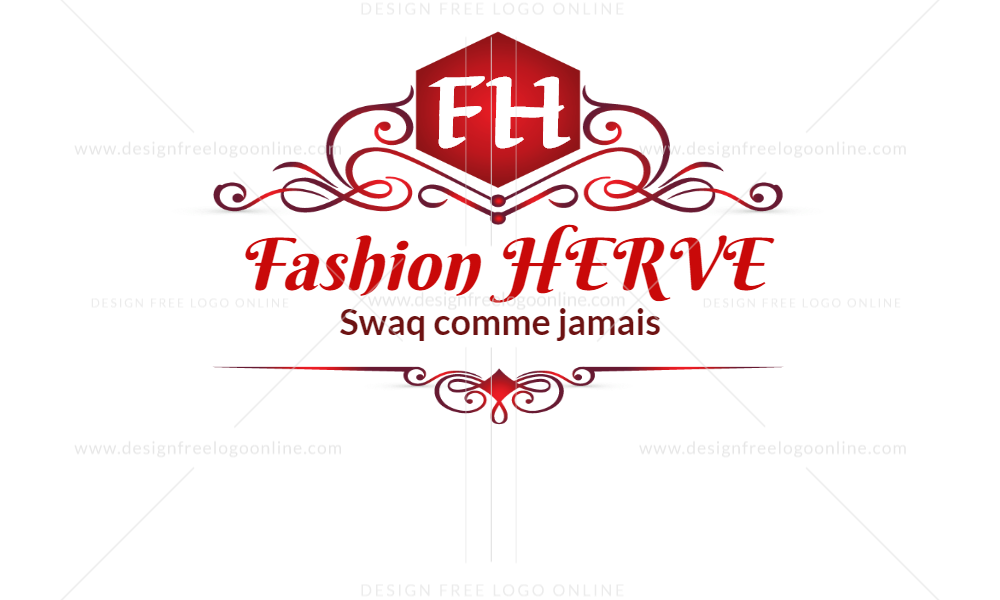 DESIGN FREE LOGO ONLINE
FH
www.designfreelogoonline.com www.designfreelogoonline.com
Fashion HERVE
DESIGN FREE LOGO ONLINE www.designfreelogoonline.com DESIGN FREE LOGO ONLINE
Swaq comme jamais
www.designfreelogoonline.com www.designfreelogoonline.com
DESIGN FREE LOGO ONLINE